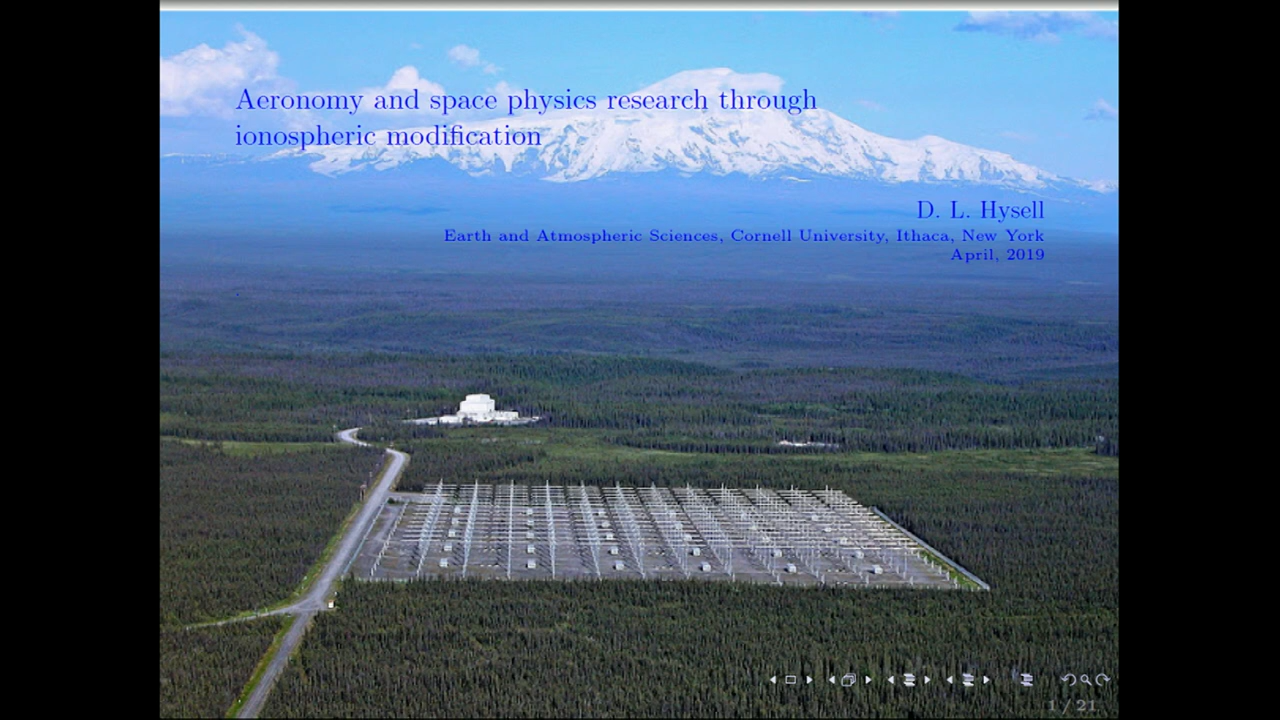 Aeronomy and space physics research through
ionospheric modification
D. L. Hysell
Earth and Atmospheric Sciences, Cornell University, Ithaca, New York
April, 2019
1 / 21